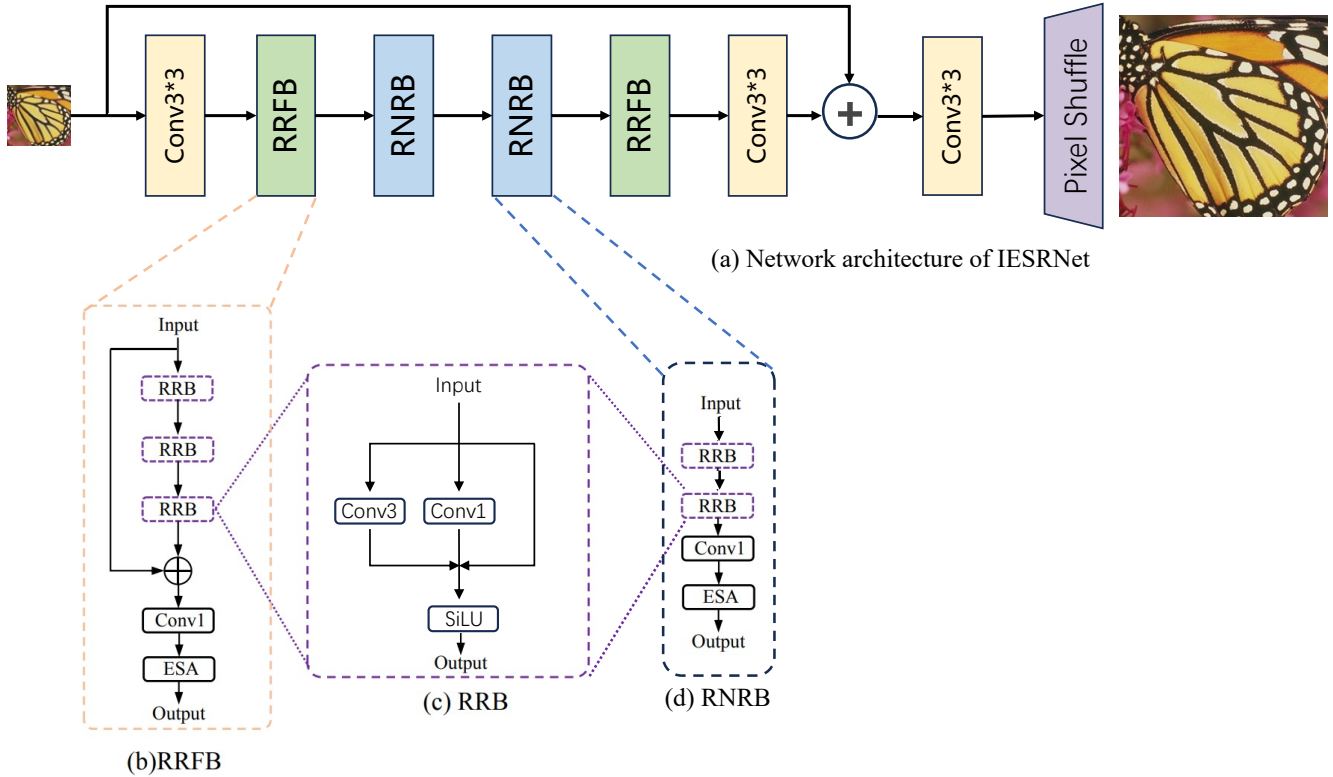 Conv3*3
RRFB
RNRB
RNRB
RRFB
Conv3*3
+
Conv3*3
Pixel Shuffle
(a) Network architecture of IESRNet
Input
RRB
RRB
RRB
Conv1
ESA
Output
(b)RRFB
Input
Conv3 Conv1
SiLU
Output
(c) RRB
Input
RRB
RRB
Conv1
ESA
Output
(d) RNRB